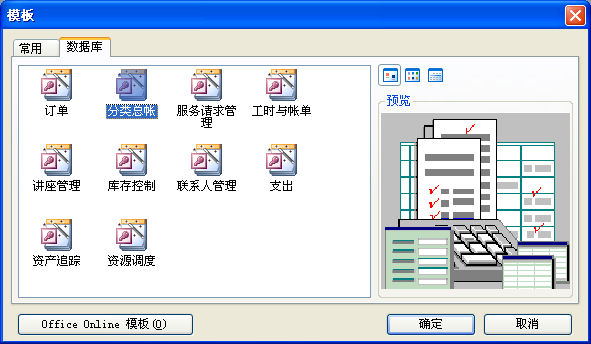 模板
常用
数据库
订单
分类总帐
服务请求管
理
工时与帐单
讲座管理
库存控制
联系人管理
支出
资产追踪
资源调度
预览
Office Online 模板(O)
确定
取消